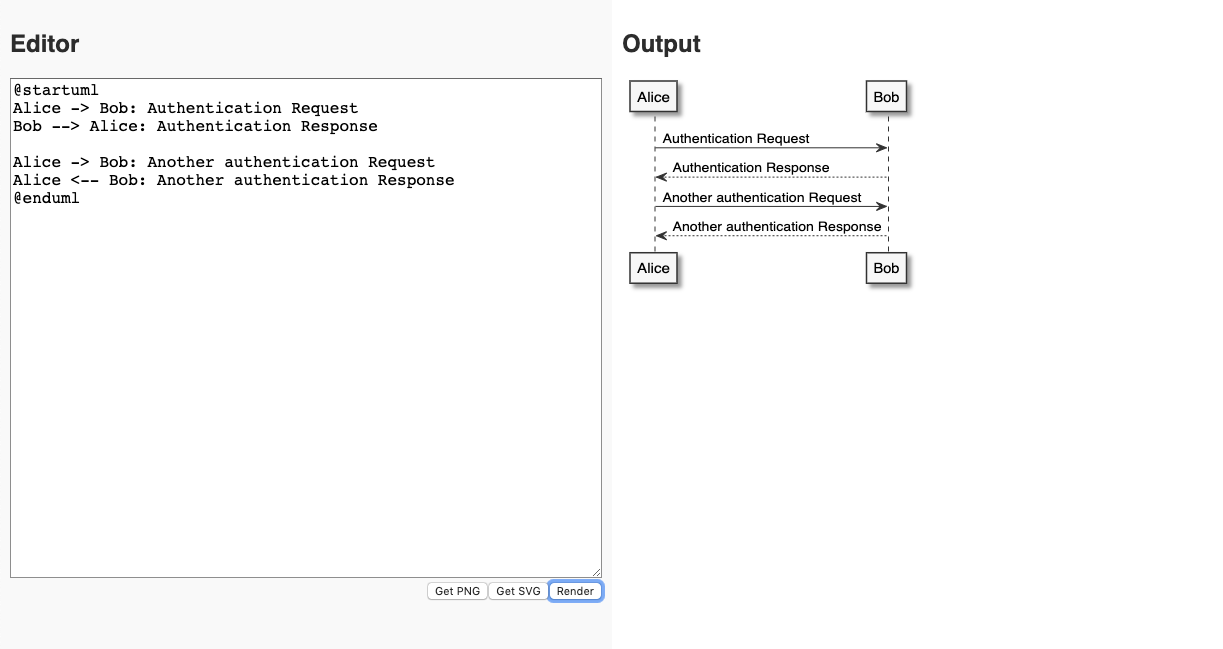 Editor
@startuml
Alice -> Bob: Authentication Request
Bob --> Alice: Authentication Response
Alice -> Bob: Another authentication Request
Alice <-- Bob: Another authentication Response
@enduml
Get PNG Get SVG Render
Output
Alice Bob
Authentication Request
Authentication Response
Another authentication Request
Another authentication Response
Alice Bob